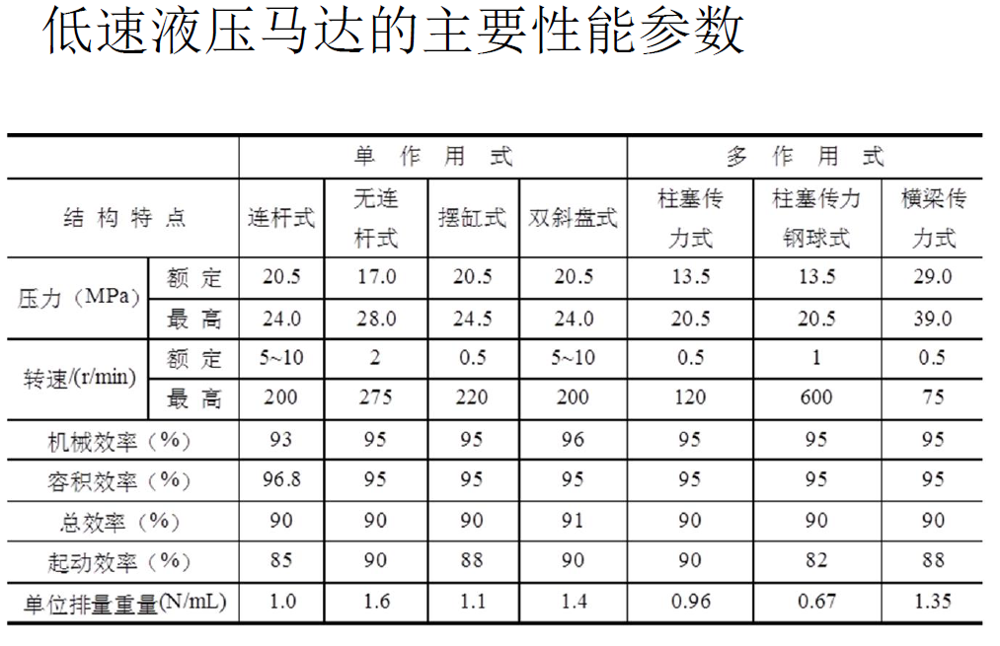 低速液压马达的主要性能参数
单 作 用 式 多 作 用 式
结 构 特 点 连杆式 无连杆式 摆缸式 双斜盘式 柱塞传力式 柱塞传力钢球式 横梁传力式
压力（MPa） 额 定 20.5 17.0 20.5 20.5 13.5 13.5 29.0
最 高 24.0 28.0 24.5 24.0 20.5 20.5 39.0
转速/(r/min) 额 定 5~10 2 0.5 5~10 0.5 1 0.5
最 高 200 275 220 200 120 600 75
机械效率（%） 93 95 95 96 95 95 95
容积效率（%） 96.8 95 95 95 95 95 95
总效率（%） 90 90 90 91 90 90 90
起动效率（%） 85 90 88 90 90 82 88
单位排量重量(N/mL) 1.0 1.6 1.1 1.4 0.96 0.67 1.35